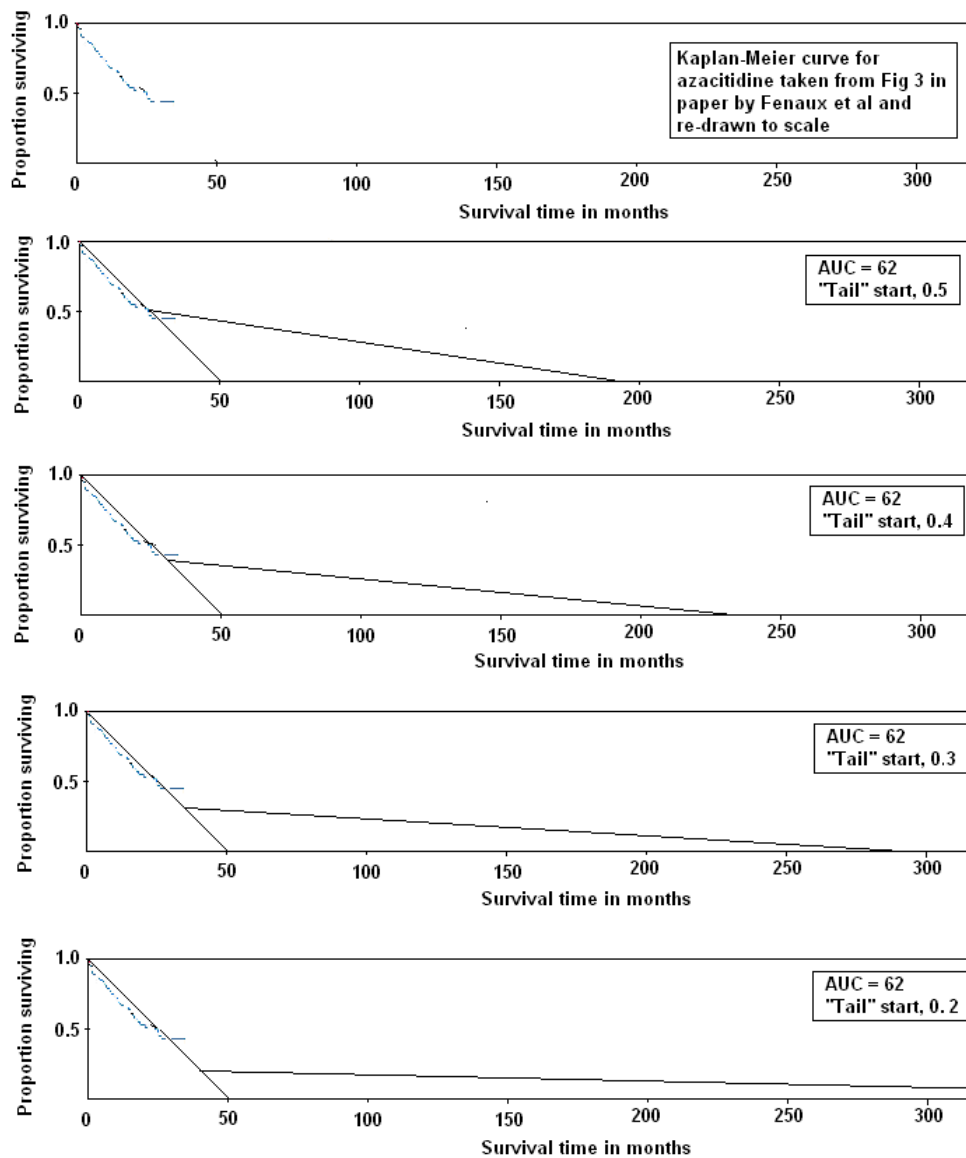 Proportion surviving
1.0
0.5
Kaplan-Meier curve for
azacitidine taken from Fig 3 in
paper by Fenaux et al and
re-drawn to scale
0 50 100 150 200 250 300
Survival time in months
Proportion surviving
1.0
0.5
AUC = 62
"Tail" start, 0.5
0 50 100 150 200 250 300
Survival time in months
Proportion surviving
1.0
0.5
AUC = 62
"Tail" start, 0.4
0 50 100 150 200 250 300
Survival time in months
Proportion surviving
1.0
0.5
AUC = 62
"Tail" start, 0.3
0 50 100 150 200 250 300
Survival time in months
Proportion surviving
1.0
0.5
AUC = 62
"Tail" start, 0. 2
0 50 100 150 200 250 300
Survival time in months